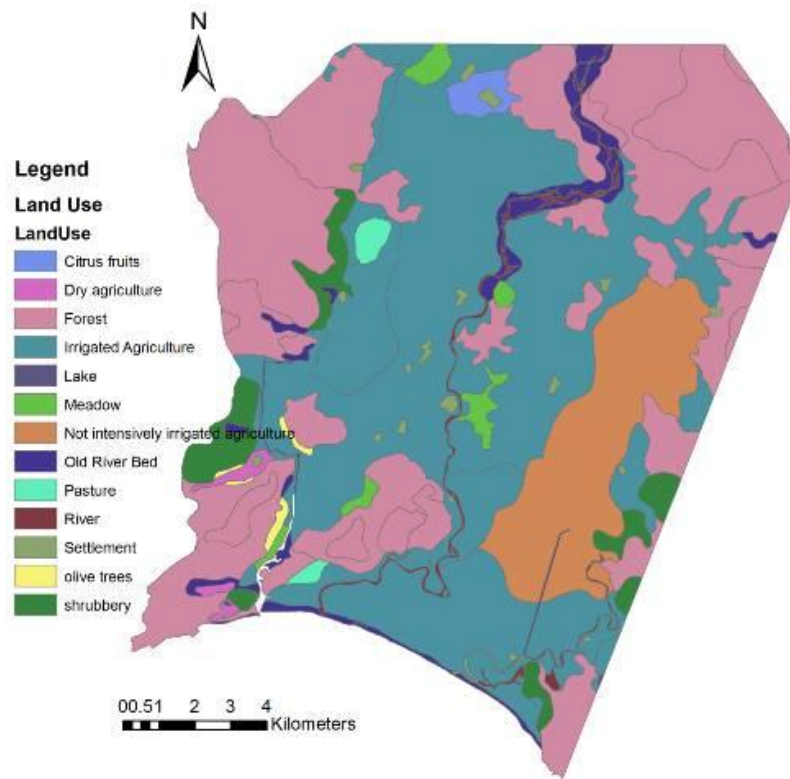 N
Legend
Land Use
LandUse
Citrus fruits
Dry agriculture
Forest
Irrigated Agriculture
Lake
Meadow
Not intensively irrigated agriculture
Old River Bed
Pasture
River
Settlement
olive trees
shrubbery
00.51 2 3 4
Kilometers